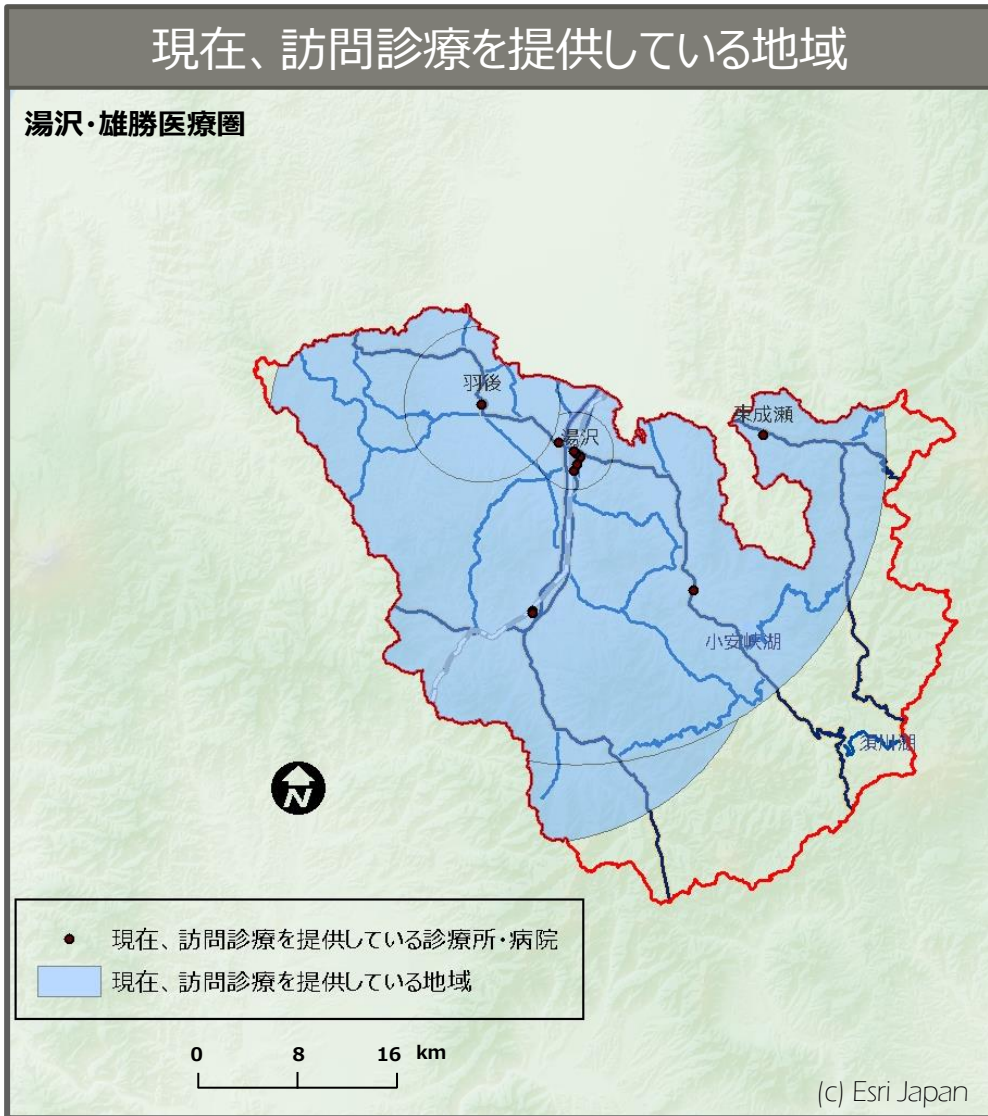 現在、訪問診療を提供している地域
湯沢・雄勝医療圏
羽後
湯沢
東成瀬
小安峡湖
須川湖
N
現在、訪問診療を提供している診療所・病院
現在、訪問診療を提供している地域
0 8 16 km
(c) Esri Japan